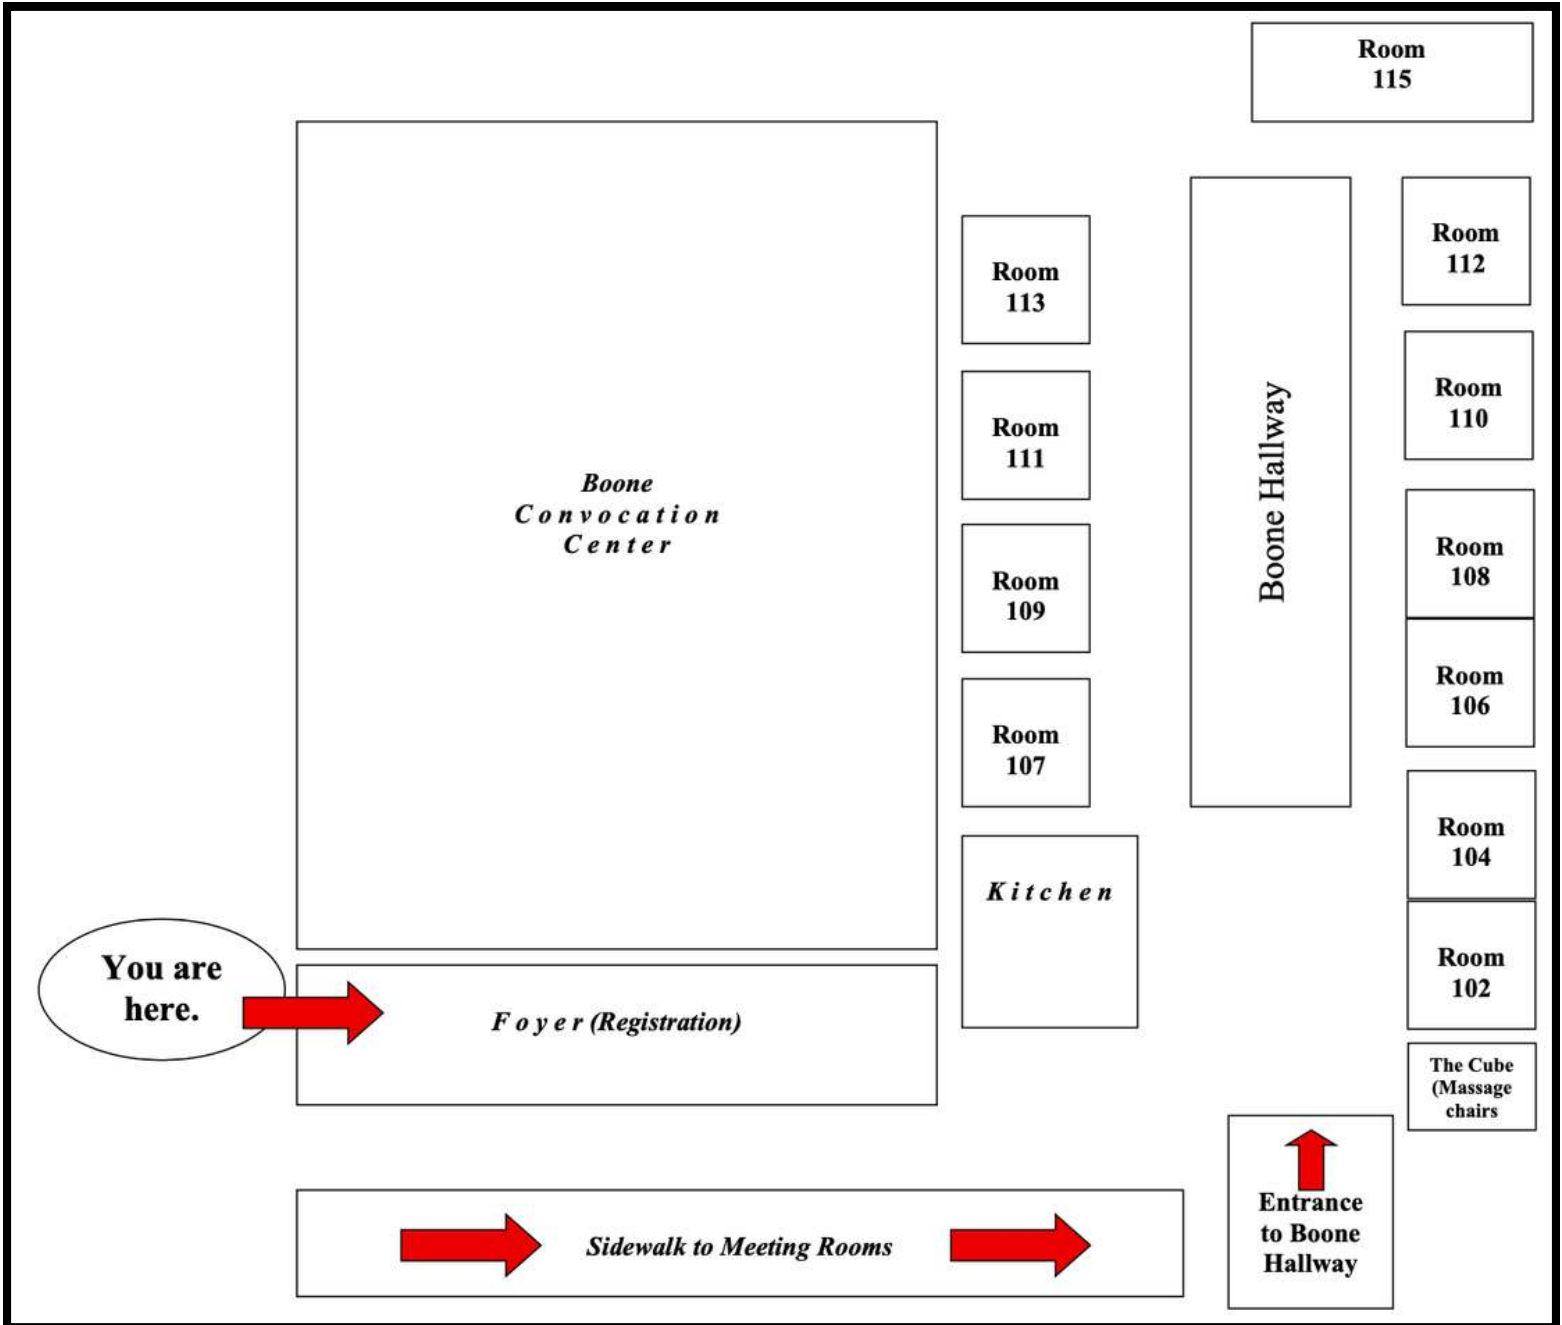 Room
115
Room
112
Room
113
Room
110
Room
111
Boone Hallway
Boone
Convocation
Center
Room
108
Room
109
Room
106
Room
107
Room
104
Kitchen
Room
102
You are
here.
Foyer (Registration)
The Cube
(Massage
chairs
Entrance
to Boone
Hallway
Sidewalk to Meeting Rooms